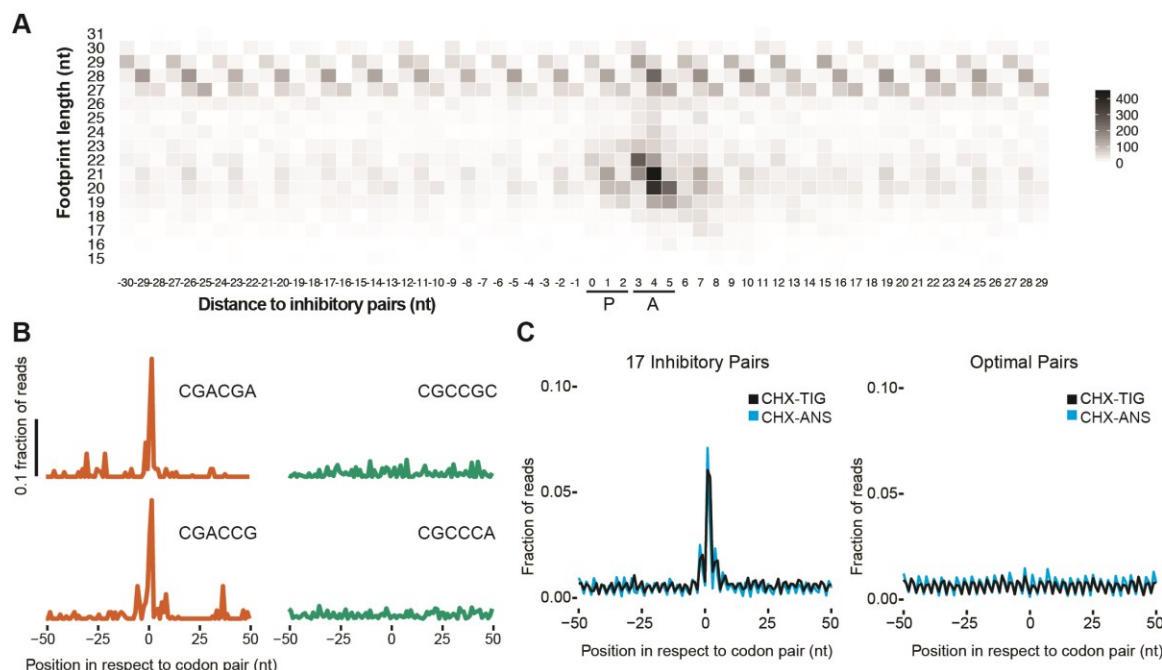 A
Footprint length (nt)
31
30
29
28
27
26
25
24
23
22
21
20
19
18
17
16
15
400
300
200
100
0
-30-29-28 -27-26-25 -24-23-22 -21-20-19 -18-17-16 -15-14-13 -12-11-10 -9 -8 -7 -6 -5 -4 -3 -2 -1 0 1 2 3 4 5 6 7 8 9 10 11 12 13 14 15 16 17 18 19 20 21 22 23 24 25 26 27 28 29
Distance to inhibitory pairs (nt)
P A
B
0.1 fraction of reads
CGACGA
CGCCGC
CGACCG
CGCCCA
−50 −25 0 25 50
−50 −25 0 25 50
Position in respect to codon pair (nt)
C
17 Inhibitory Pairs
Fraction of reads
0.10-
0.05-
0.00-
CHX-TIG
CHX-ANS
−50 −25 0 25 50
Position in respect to codon pair (nt)
Optimal Pairs
Fraction of reads
0.10-
0.05-
0.00-
CHX-TIG
CHX-ANS
−50 −25 0 25 50
Position in respect to codon pair (nt)